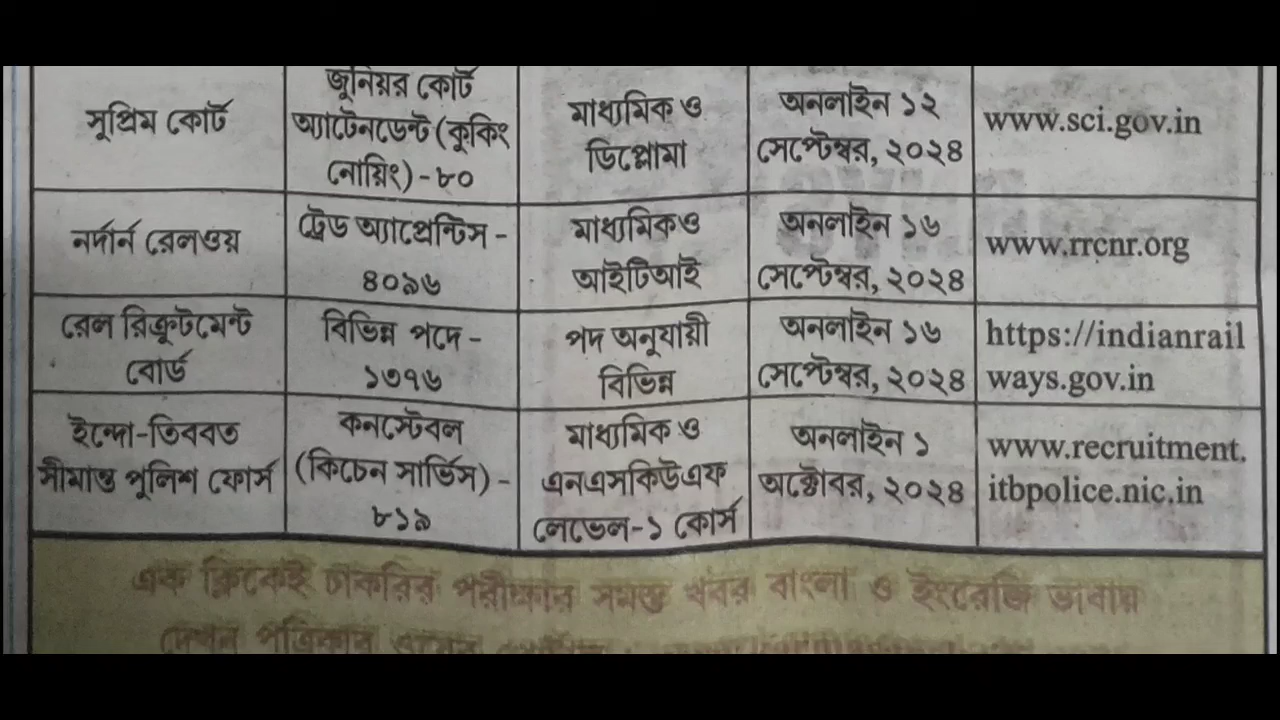 সুপ্রিম কোর্ট
জুনিয়র কোর্ট
অ্যাটেনডেন্ট (কুকিং
নোয়িং) - ৮০
মাধ্যমিক ও
ডিপ্লোমা
অনলাইন ১২
সেপ্টেম্বর, ২০২৪
www.sci.gov.in
নর্দার্ন রেলওয়
ট্রেড অ্যাপ্রেন্টিস -
৪০৯৬
মাধ্যমিক ও
আইটিআই
অনলাইন ১৬
সেপ্টেম্বর, ২০২৪
www.rrcnr.org
রেল রিক্রুটমেন্ট
বোর্ড
বিভিন্ন পদে -
১৩৭৬
পদ অনুযায়ী
বিভিন্ন
অনলাইন ১৬
সেপ্টেম্বর, ২০২৪
https://indianrail
ways.gov.in
ইন্দো-তিববত
সীমান্ত পুলিশ ফোর্স
কনস্টেবল
(কিচেন সার্ভিস) -
৮১৯
মাধ্যমিক ও
এনএসকিউএফ
লেভেল-১ কোর্স
অনলাইন ১
অক্টোবর, ২০২৪
www.recruitment.
itbpolice.nic.in
এক ক্লিকেই চাকরির পরীক্ষার সমস্ত খবর বাংলা ও ইংরেজি ভাষায়